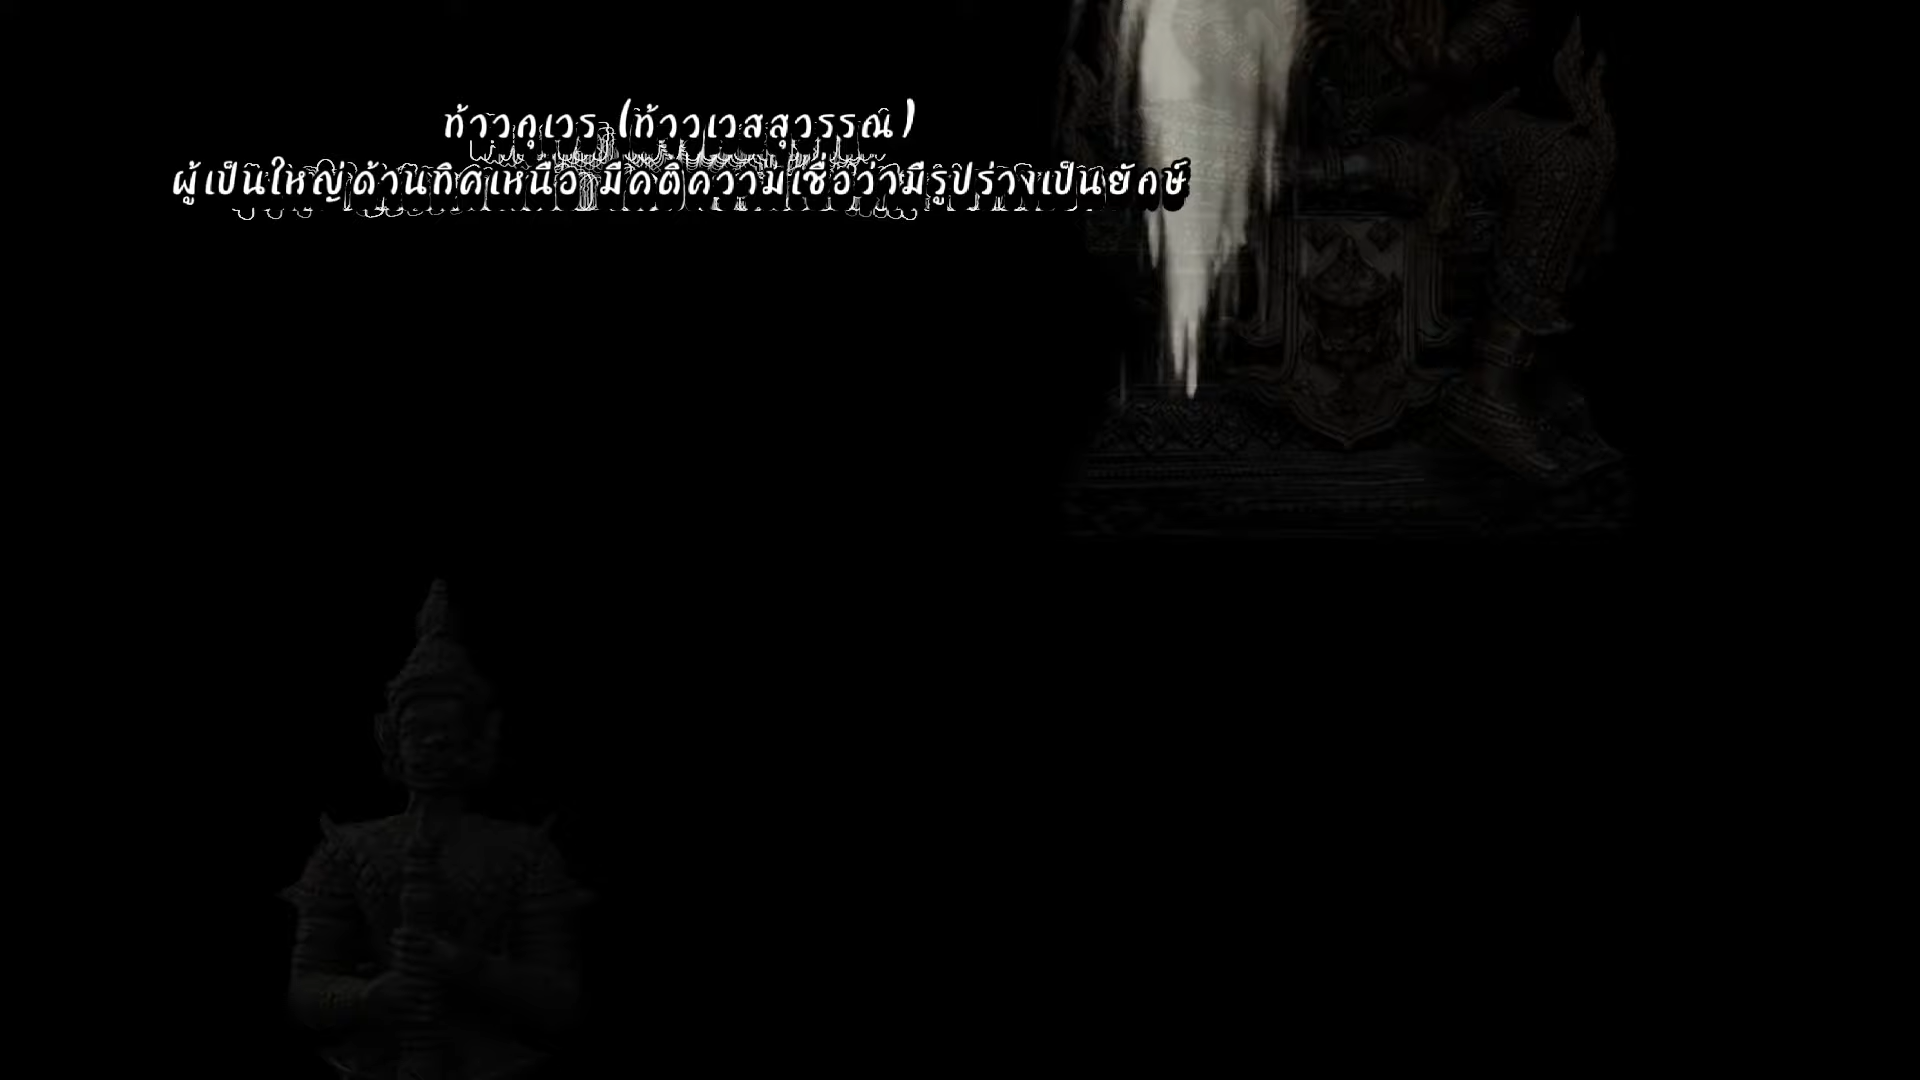 ท้าวกุเวร (ท้าวเวสสุวรรณ)
ผู้เป็นใหญ่ด้านทิศเหนือ มีคติความเชื่อว่ามีรูปร่างเป็นยักษ์